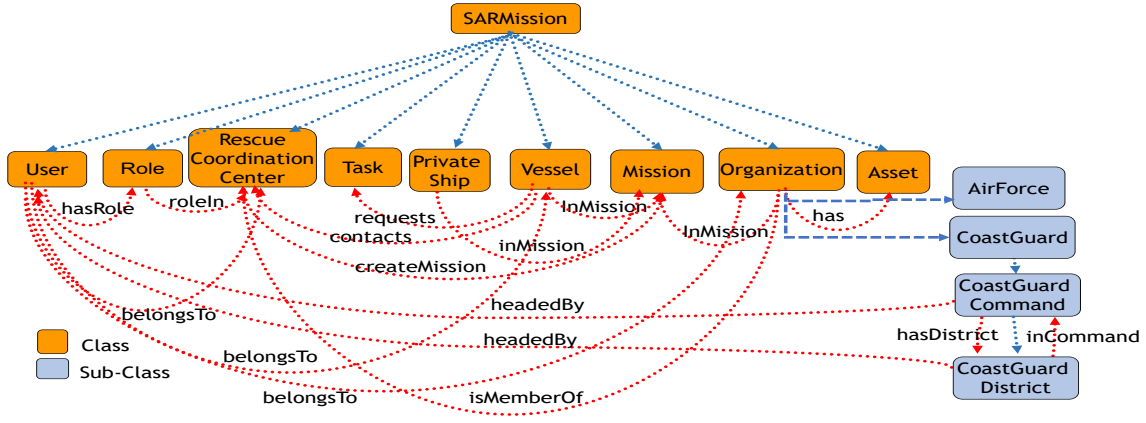 SARMission
User
Role
Rescue
Coordination
Center
Task
Private
Ship
Vessel
Mission
Organization
Asset
AirForce
CoastGuard
CoastGuard
Command
CoastGuard
District
hasRole
roleIn
requests
contacts
createMission
InMission
inMission
InMission
has
headedBy
headedBy
hasDistrict
inCommand
belongsTo
belongsTo
belongsTo
isMemberOf
Class
Sub-Class